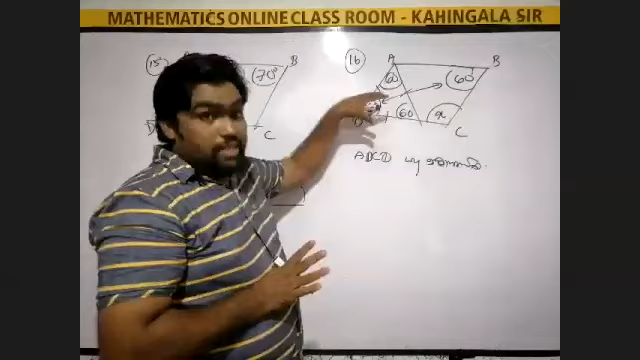 MATHEMATICS ONLINE CLASS ROOM - KAHINGALA SIR
15
B
70°
D
C
16
A
B
60
60°
60
x
C
ABCD